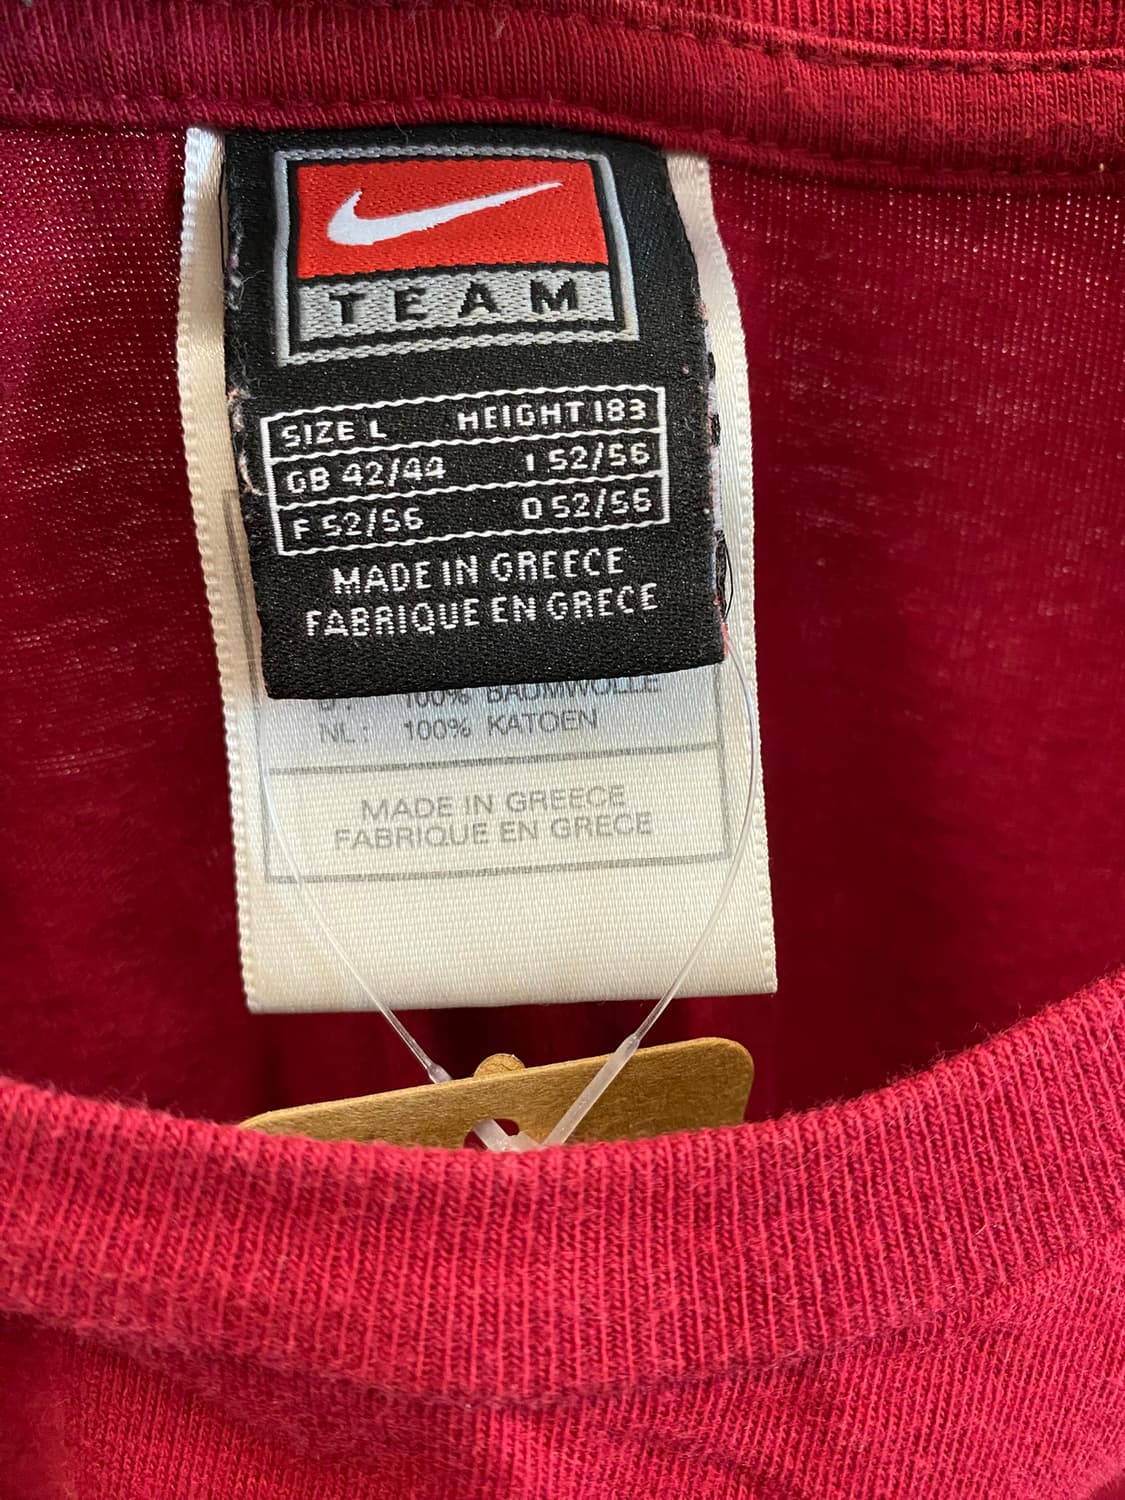 TEAM
SIZE L HEIGHT 183
GB 42/44 I 52/56
F 52/56 D 52/56
MADE IN GREECE
FABRIQUE EN GRECE
D: 100% BAUMWOLLE
NL: 100% KATOEN
MADE IN GREECE
FABRIQUE EN GRECE